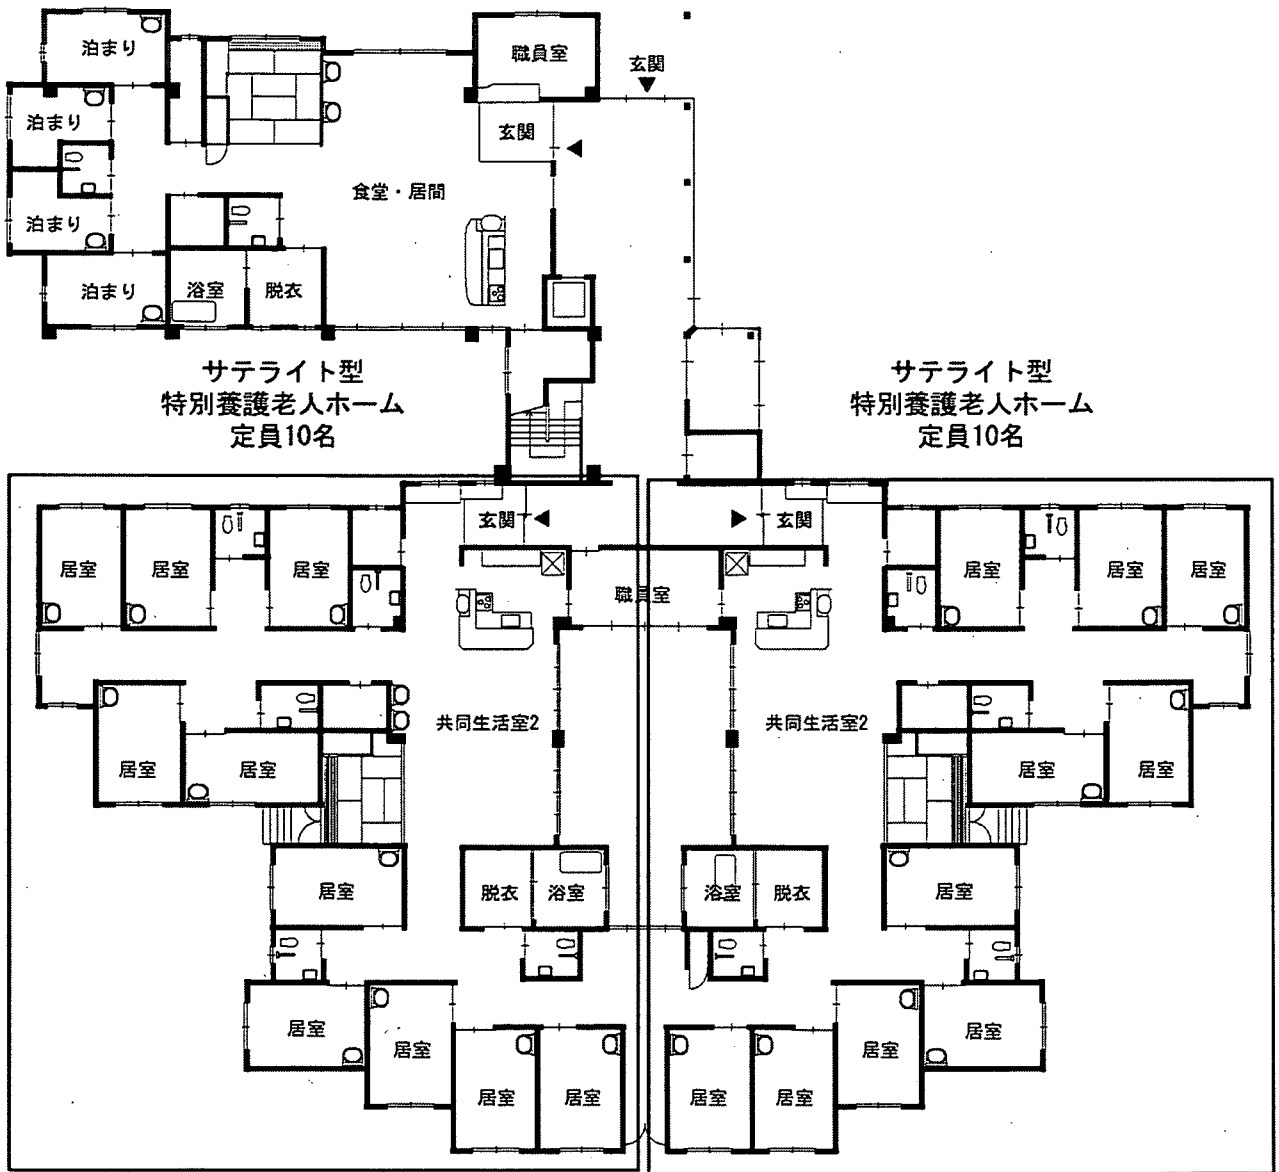 泊まり
職員室
玄関
泊まり
玄関
食堂・居間
泊まり
泊まり
浴室
脱衣
サテライト型
特別養護老人ホーム
定員10名
サテライト型
特別養護老人ホーム
定員10名
玄関
玄関
居室
居室
居室
職員室
居室
居室
居室
共同生活室2
共同生活室2
居室
居室
居室
居室
居室
脱衣
浴室
浴室
脱衣
居室
居室
居室
居室
居室
居室
居室
居室
居室